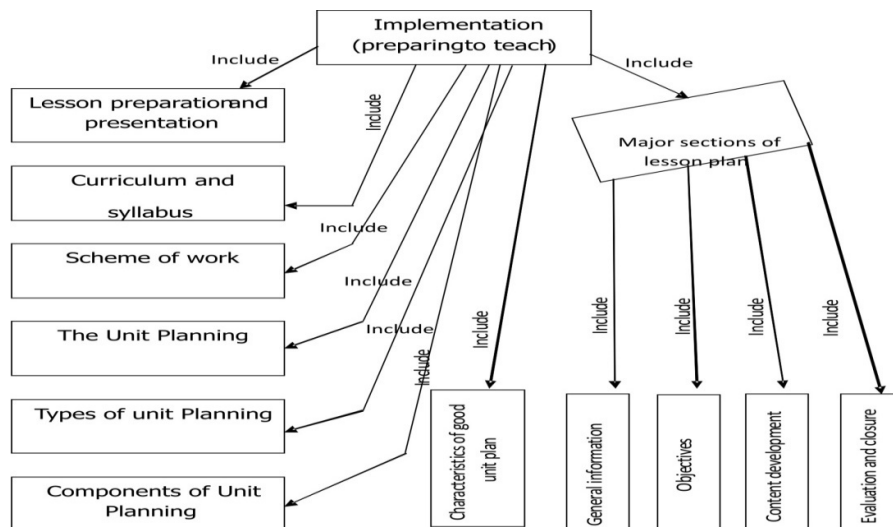 Implementation
(preparingto teach)
Include
Include
Lesson preparationand
presentation
Include
Major sections of
lesson plan
Curriculum and
syllabus
Include
Scheme of work
Include
The Unit Planning
Include
Include
Include
Include
Include
Include
Include
Types of unit Planning
Components of Unit
Planning
Characteristics of good
unit plan
General information
Objectives
Content development
Evaluation and closure